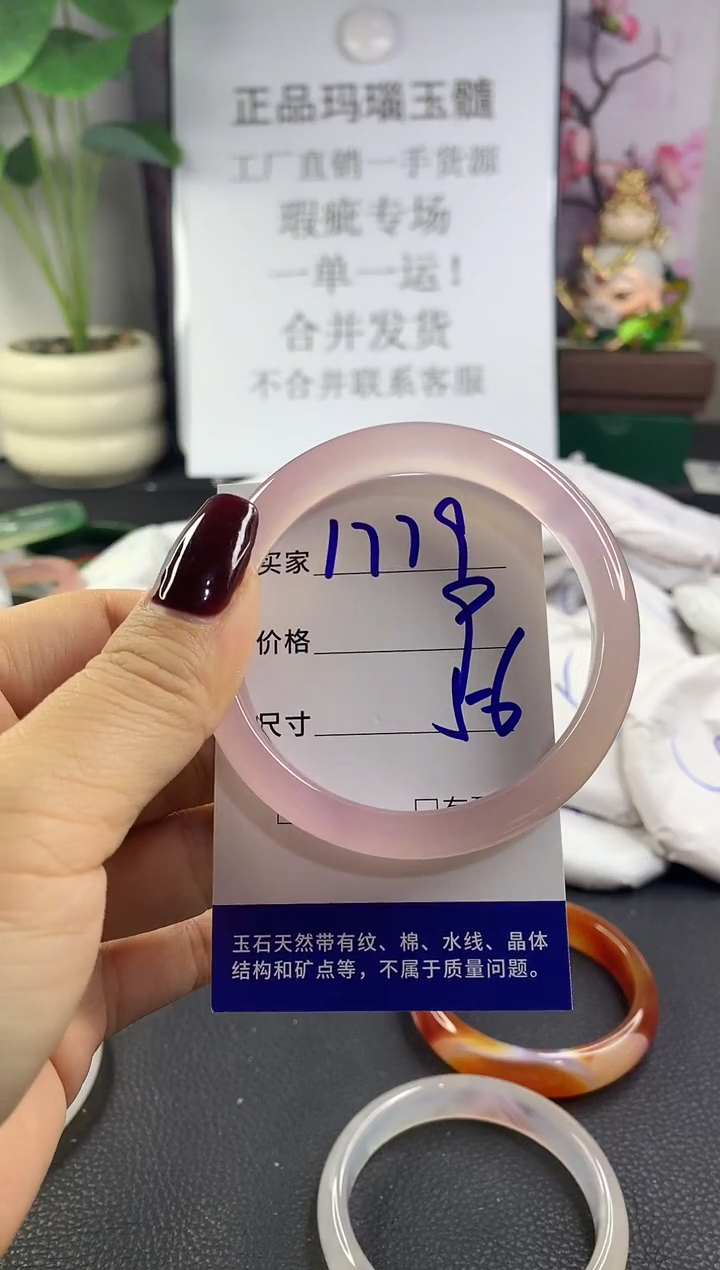 正品玛瑙玉髓
工厂直销一手货源
瑕疵专场
一单一运！
合并发货
不合并联系客服
买家 1779
价格
尺寸 56
玉石天然带有纹、棉、水线、晶体
结构和矿点等，不属于质量问题。